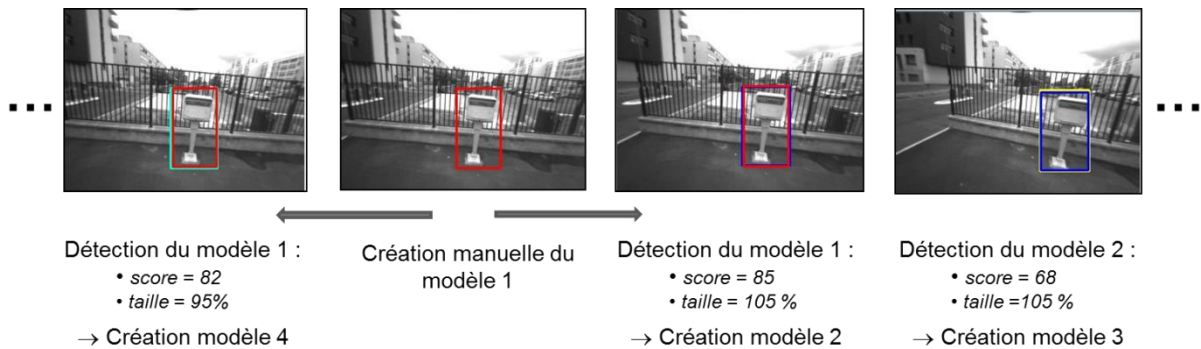 Détection du modèle 1 :
• score = 82
• taille = 95%
→ Création modèle 4
Création manuelle du
modèle 1
Détection du modèle 1 :
• score = 85
• taille = 105 %
→ Création modèle 2
Détection du modèle 2 :
• score = 68
• taille =105 %
→ Création modèle 3